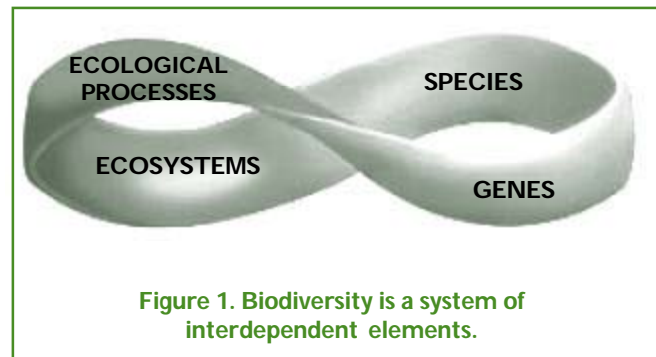 ECOLOGICAL
PROCESSES
SPECIES
ECOSYSTEMS
GENES
Figure 1. Biodiversity is a system of
interdependent elements.